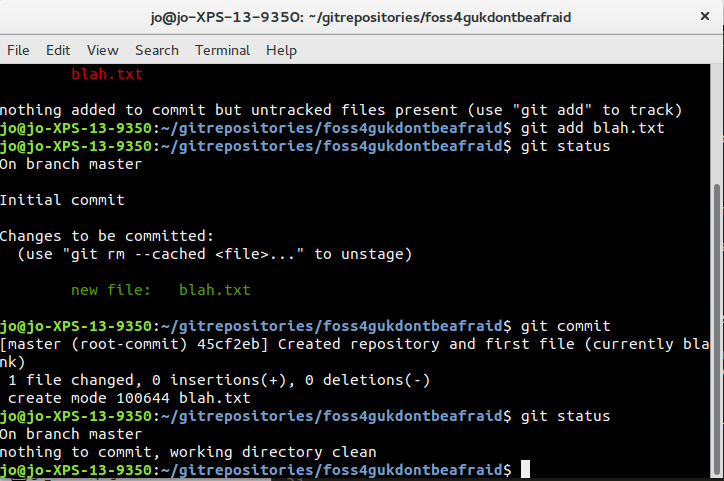 jo@jo-XPS-13-9350: ~/gitrepositories/foss4gukdontbeafraid
File Edit View Search Terminal Help
blah.txt
nothing added to commit but untracked files present (use "git add" to track)
jo@jo-XPS-13-9350:~/gitrepositories/foss4gukdontbeafraid$ git add blah.txt
jo@jo-XPS-13-9350:~/gitrepositories/foss4gukdontbeafraid$ git status
On branch master
Initial commit
Changes to be committed:
(use "git rm --cached <file>..." to unstage)
new file: blah.txt
jo@jo-XPS-13-9350:~/gitrepositories/foss4gukdontbeafraid$ git commit
[master (root-commit) 45cf2eb] Created repository and first file (currently bla
nk)
1 file changed, 0 insertions(+), 0 deletions(-)
create mode 100644 blah.txt
jo@jo-XPS-13-9350:~/gitrepositories/foss4gukdontbeafraid$ git status
On branch master
nothing to commit, working directory clean
jo@jo-XPS-13-9350:~/gitrepositories/foss4gukdontbeafraid$